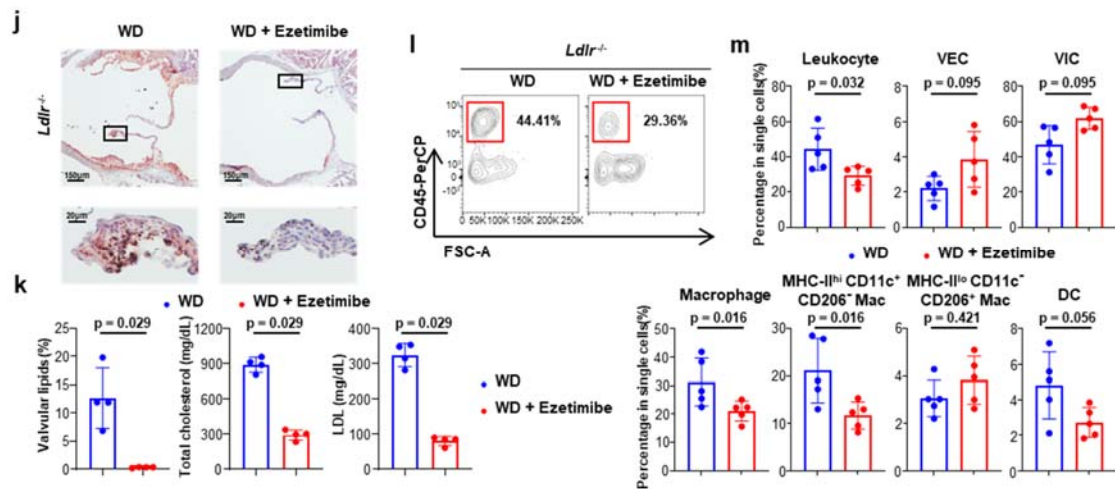 j
WD
WD + Ezetimibe
Ldlr-/-
150μm
150μm
20μm
20μm
k
WD
WD + Ezetimibe
p = 0.029
Valvular lipids (%)
25
20
15
10
5
0
p = 0.029
Total cholesterol (mg/dL)
1200
900
600
300
0
p = 0.029
LDL (mg/dL)
400
300
200
100
0
WD
WD + Ezetimibe
l
Ldlr-/-
WD
WD + Ezetimibe
44.41%
29.36%
CD45-PerCP
0 50K 100K 150K 200K 250K
FSC-A
m
Leukocyte
VEC
VIC
p = 0.032
p = 0.095
p = 0.095
Percentage in single cells(%)
80
60
40
20
0
8
6
4
2
0
80
60
40
20
0
WD
WD + Ezetimibe
Macrophage
MHC-IIhi CD11c+
CD206- Mac
MHC-IIlo CD11c-
CD206+ Mac
DC
p = 0.016
p = 0.016
p = 0.421
p = 0.056
Percentage in single cells(%)
50
40
30
20
10
0
30
20
10
0
6
4
2
0
8
6
4
2
0